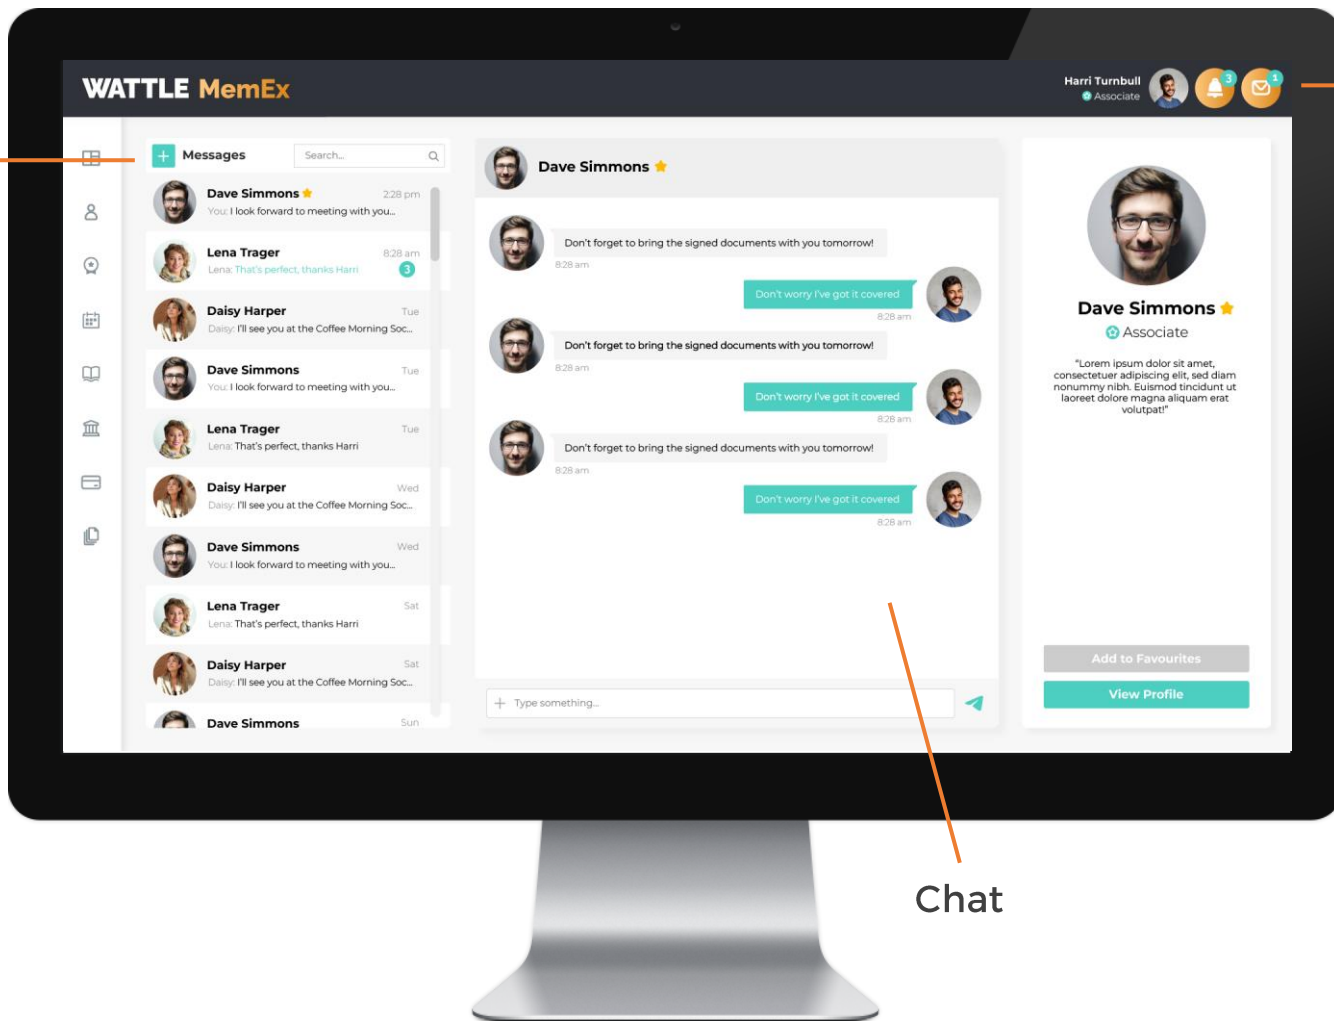 WATTLE MemEx
Harri Turnbull
Associate
3
1
Messages
Search...
Dave Simmons
2:28 pm
You: I look forward to meeting with you...
Lena Trager
8:28 am
Lena: That's perfect, thanks Harri
3
Daisy Harper
Tue
Daisy: I'll see you at the Coffee Morning Soc...
Dave Simmons
Tue
You: I look forward to meeting with you...
Lena Trager
Tue
Lena: That's perfect, thanks Harri
Daisy Harper
Wed
Daisy: I'll see you at the Coffee Morning Soc...
Dave Simmons
Wed
You: I look forward to meeting with you...
Lena Trager
Sat
Lena: That's perfect, thanks Harri
Daisy Harper
Sat
Daisy: I'll see you at the Coffee Morning Soc...
Dave Simmons
Sun
Dave Simmons
Don't forget to bring the signed documents with you tomorrow!
8:28 am
Don't worry I've got it covered
8:28 am
Don't forget to bring the signed documents with you tomorrow!
8:28 am
Don't worry I've got it covered
8:28 am
Don't forget to bring the signed documents with you tomorrow!
8:28 am
Don't worry I've got it covered
8:28 am
Type something...
Dave Simmons
Associate
"Lorem ipsum dolor sit amet,
consectetuer adipiscing elit, sed diam
nonummy nibh. Euismod tincidunt ut
laoreet dolore magna aliquam erat
volutpat!"
Add to Favourites
View Profile
Chat